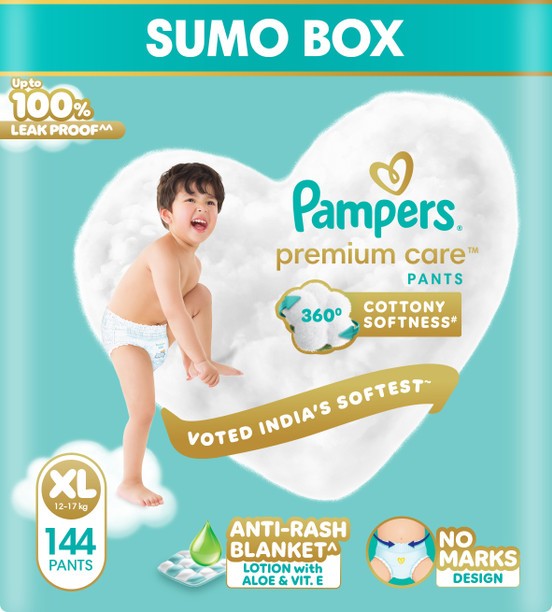 SUMO BOX
Up to
100%
LEAK PROOF^^
Pampers®
premium care™
PANTS
360°
COTTONY
SOFTNESS#
VOTED INDIA'S SOFTEST~
XL
12-17 kg
144
PANTS
ANTI-RASH
BLANKET^
LOTION with
ALOE & VIT. E
NO
MARKS
DESIGN